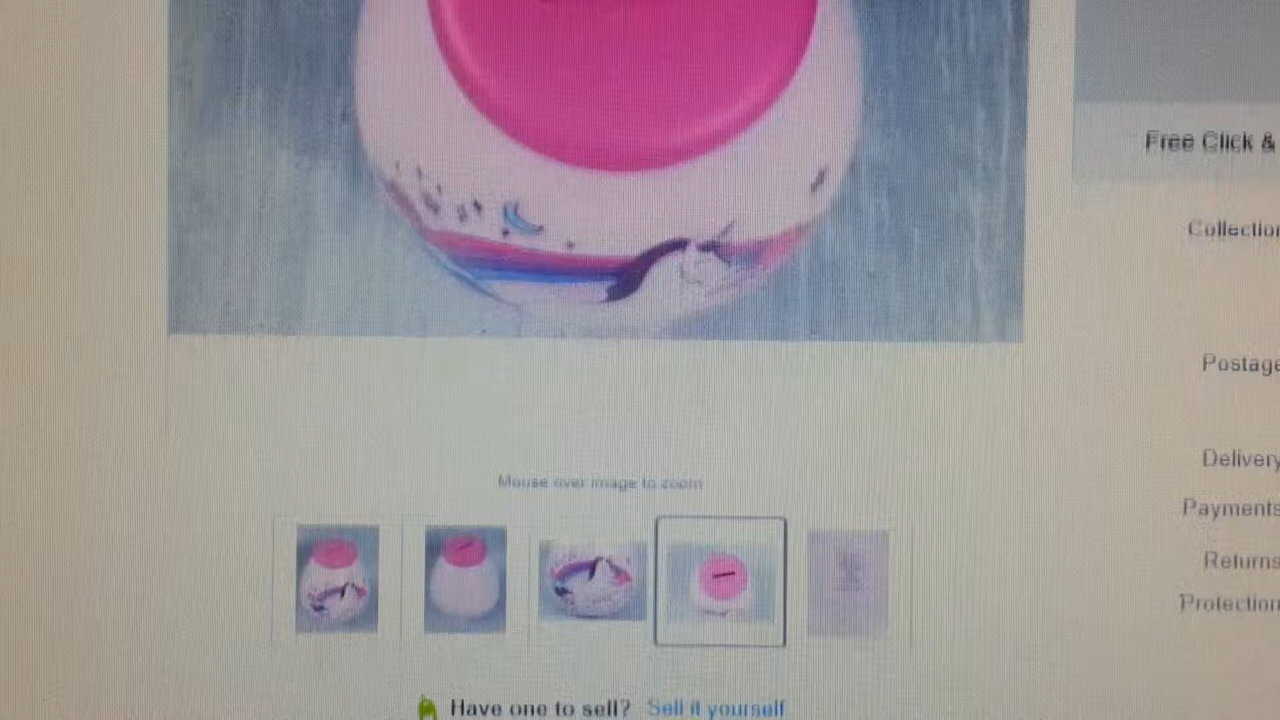 Free Click &
Collection
Postage
Delivery
Payments
Returns
Protection
Mouse over image to zoom
Have one to sell? Sell it yourself